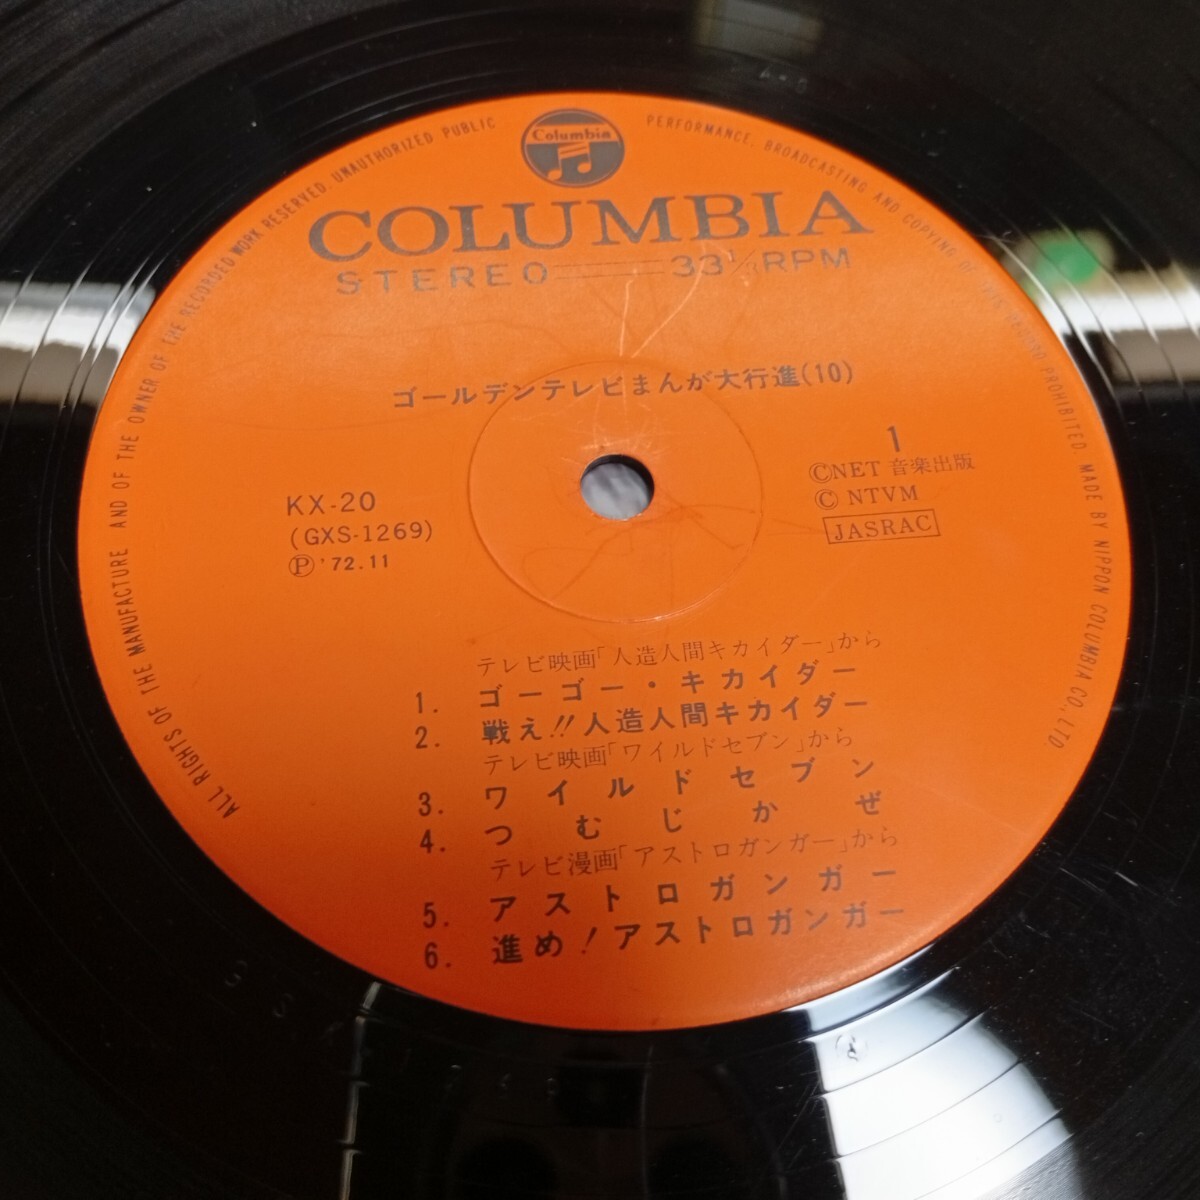 Columbia
ALL RIGHTS OF THE MANUFACTURE AND OF THE OWNER OF THE RECORDED WORK RESERVED. UNAUTHORIZED PUBLIC PERFORMANCE, BROADCASTING AND COPYING OF THIS RECORD PROHIBITED. MADE BY NIPPON COLUMBIA CO., LTD
COLUMBIA
STEREO 33⅓ RPM
ゴールデンテレビまんが大行進(10)
1
KX-20
(GXS-1269)
Ⓟ '72.11
ⒸNET 音楽出版
Ⓒ NTVM
JASRAC
テレビ映画「人造人間キカイダー」から
1. ゴーゴー・キカイダー
2. 戦え!!人造人間キカイダー
テレビ映画「ワイルドセブン」から
3. ワイルドセブン
4. つむじかぜ
テレビ漫画「アストロガンガー」から
5. アストロガンガー
6. 進め!アストロガンガー